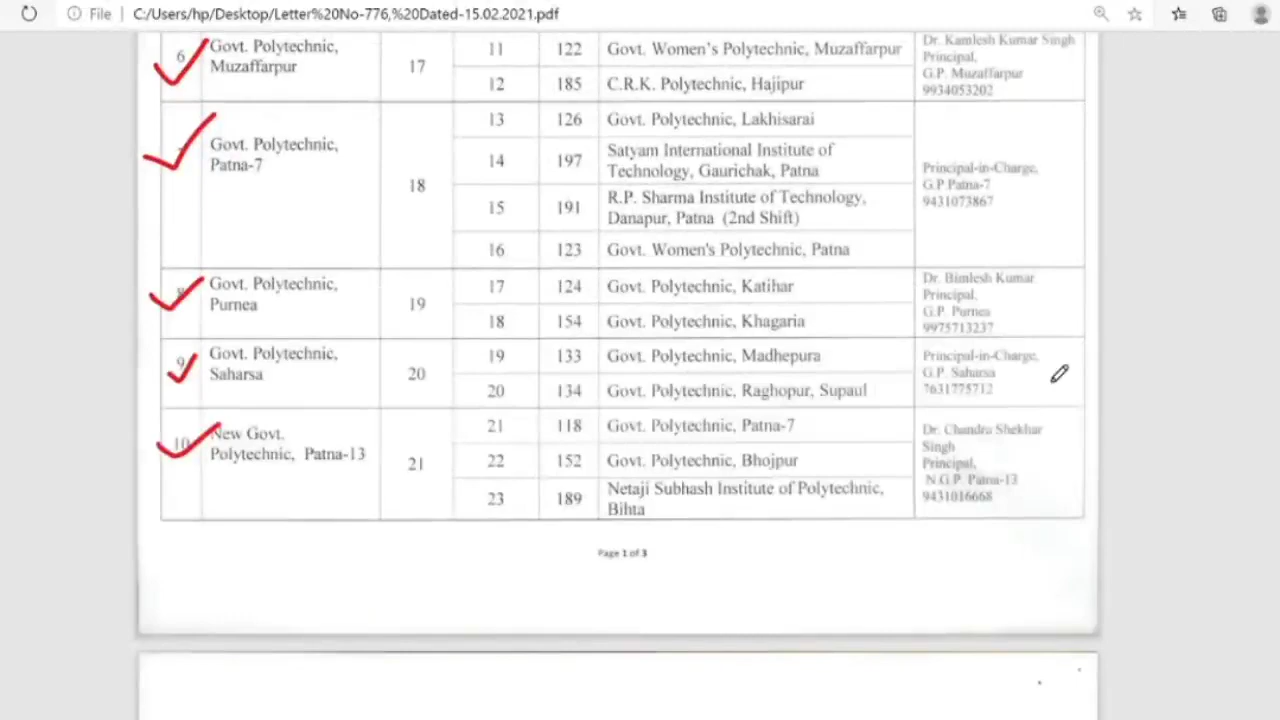 File C:/Users/hp/Desktop/Letter%20No-776,%20Dated-15.02.2021.pdf
6 Govt. Polytechnic,
Muzaffarpur
17
11 122 Govt. Women's Polytechnic, Muzaffarpur
12 185 C.R.K. Polytechnic, Hajipur
Dr. Kamlesh Kumar Singh
Principal,
G.P. Muzaffarpur
9934053202
Govt. Polytechnic,
Patna-7
18
13 126 Govt. Polytechnic, Lakhisarai
14 197 Satyam International Institute of
Technology, Gaurichak, Patna
15 191 R.P. Sharma Institute of Technology,
Danapur, Patna (2nd Shift)
16 123 Govt. Women's Polytechnic, Patna
Principal-in-Charge,
G.P Patna-7
9431073867
Govt. Polytechnic,
Purnea
19
17 124 Govt. Polytechnic, Katihar
18 154 Govt. Polytechnic, Khagaria
Dr. Bimlesh Kumar
Principal,
G.P. Purnea
9975713237
9 Govt. Polytechnic,
Saharsa
20
19 133 Govt. Polytechnic, Madhepura
20 134 Govt. Polytechnic, Raghopur, Supaul
Principal-in-Charge,
G.P. Saharsa
7631775712
10 New Govt.
Polytechnic, Patna-13
21
21 118 Govt. Polytechnic, Patna-7
22 152 Govt. Polytechnic, Bhojpur
23 189 Netaji Subhash Institute of Polytechnic,
Bihta
Dr. Chandra Shekhar
Singh
Principal,
N.G.P. Patna-13
9431016668
Page 1 of 3